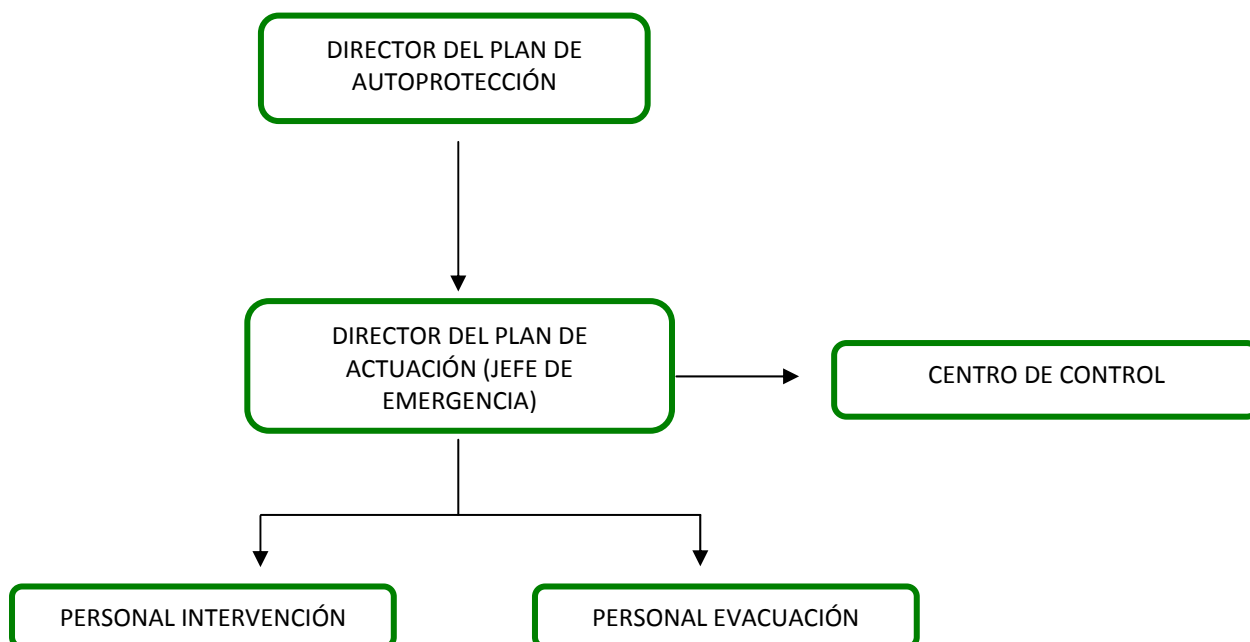 DIRECTOR DEL PLAN DE
AUTOPROTECCIÓN
DIRECTOR DEL PLAN DE
ACTUACIÓN (JEFE DE
EMERGENCIA)
CENTRO DE CONTROL
PERSONAL INTERVENCIÓN
PERSONAL EVACUACIÓN